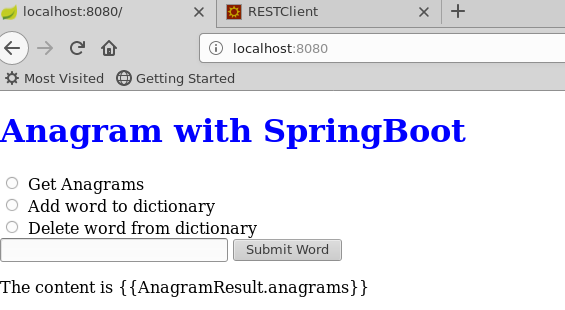 localhost:8080/
RESTClient
localhost:8080
Most Visited Getting Started
Anagram with SpringBoot
Get Anagrams
Add word to dictionary
Delete word from dictionary
Submit Word
The content is {{AnagramResult.anagrams}}